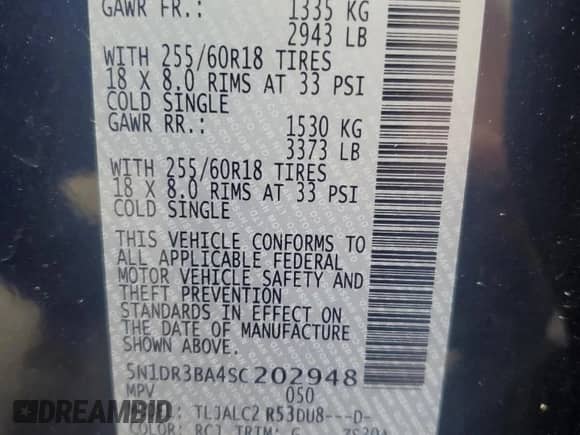 GAWR FR.: 1335 KG
2943 LB
WITH 255/60R18 TIRES
18 X 8.0 RIMS AT 33 PSI
COLD SINGLE
GAWR RR.: 1530 KG
3373 LB
WITH 255/60R18 TIRES
18 X 8.0 RIMS AT 33 PSI
COLD SINGLE
THIS VEHICLE CONFORMS TO
ALL APPLICABLE FEDERAL
MOTOR VEHICLE SAFETY AND
THEFT PREVENTION
STANDARDS IN EFFECT ON
THE DATE OF MANUFACTURE
SHOWN ABOVE.
5N1DR3BA4SC202948
MPV 050
TLJALC2 R53DU8---D-
COLOR: RCJ TRIM: G
DREAMBID